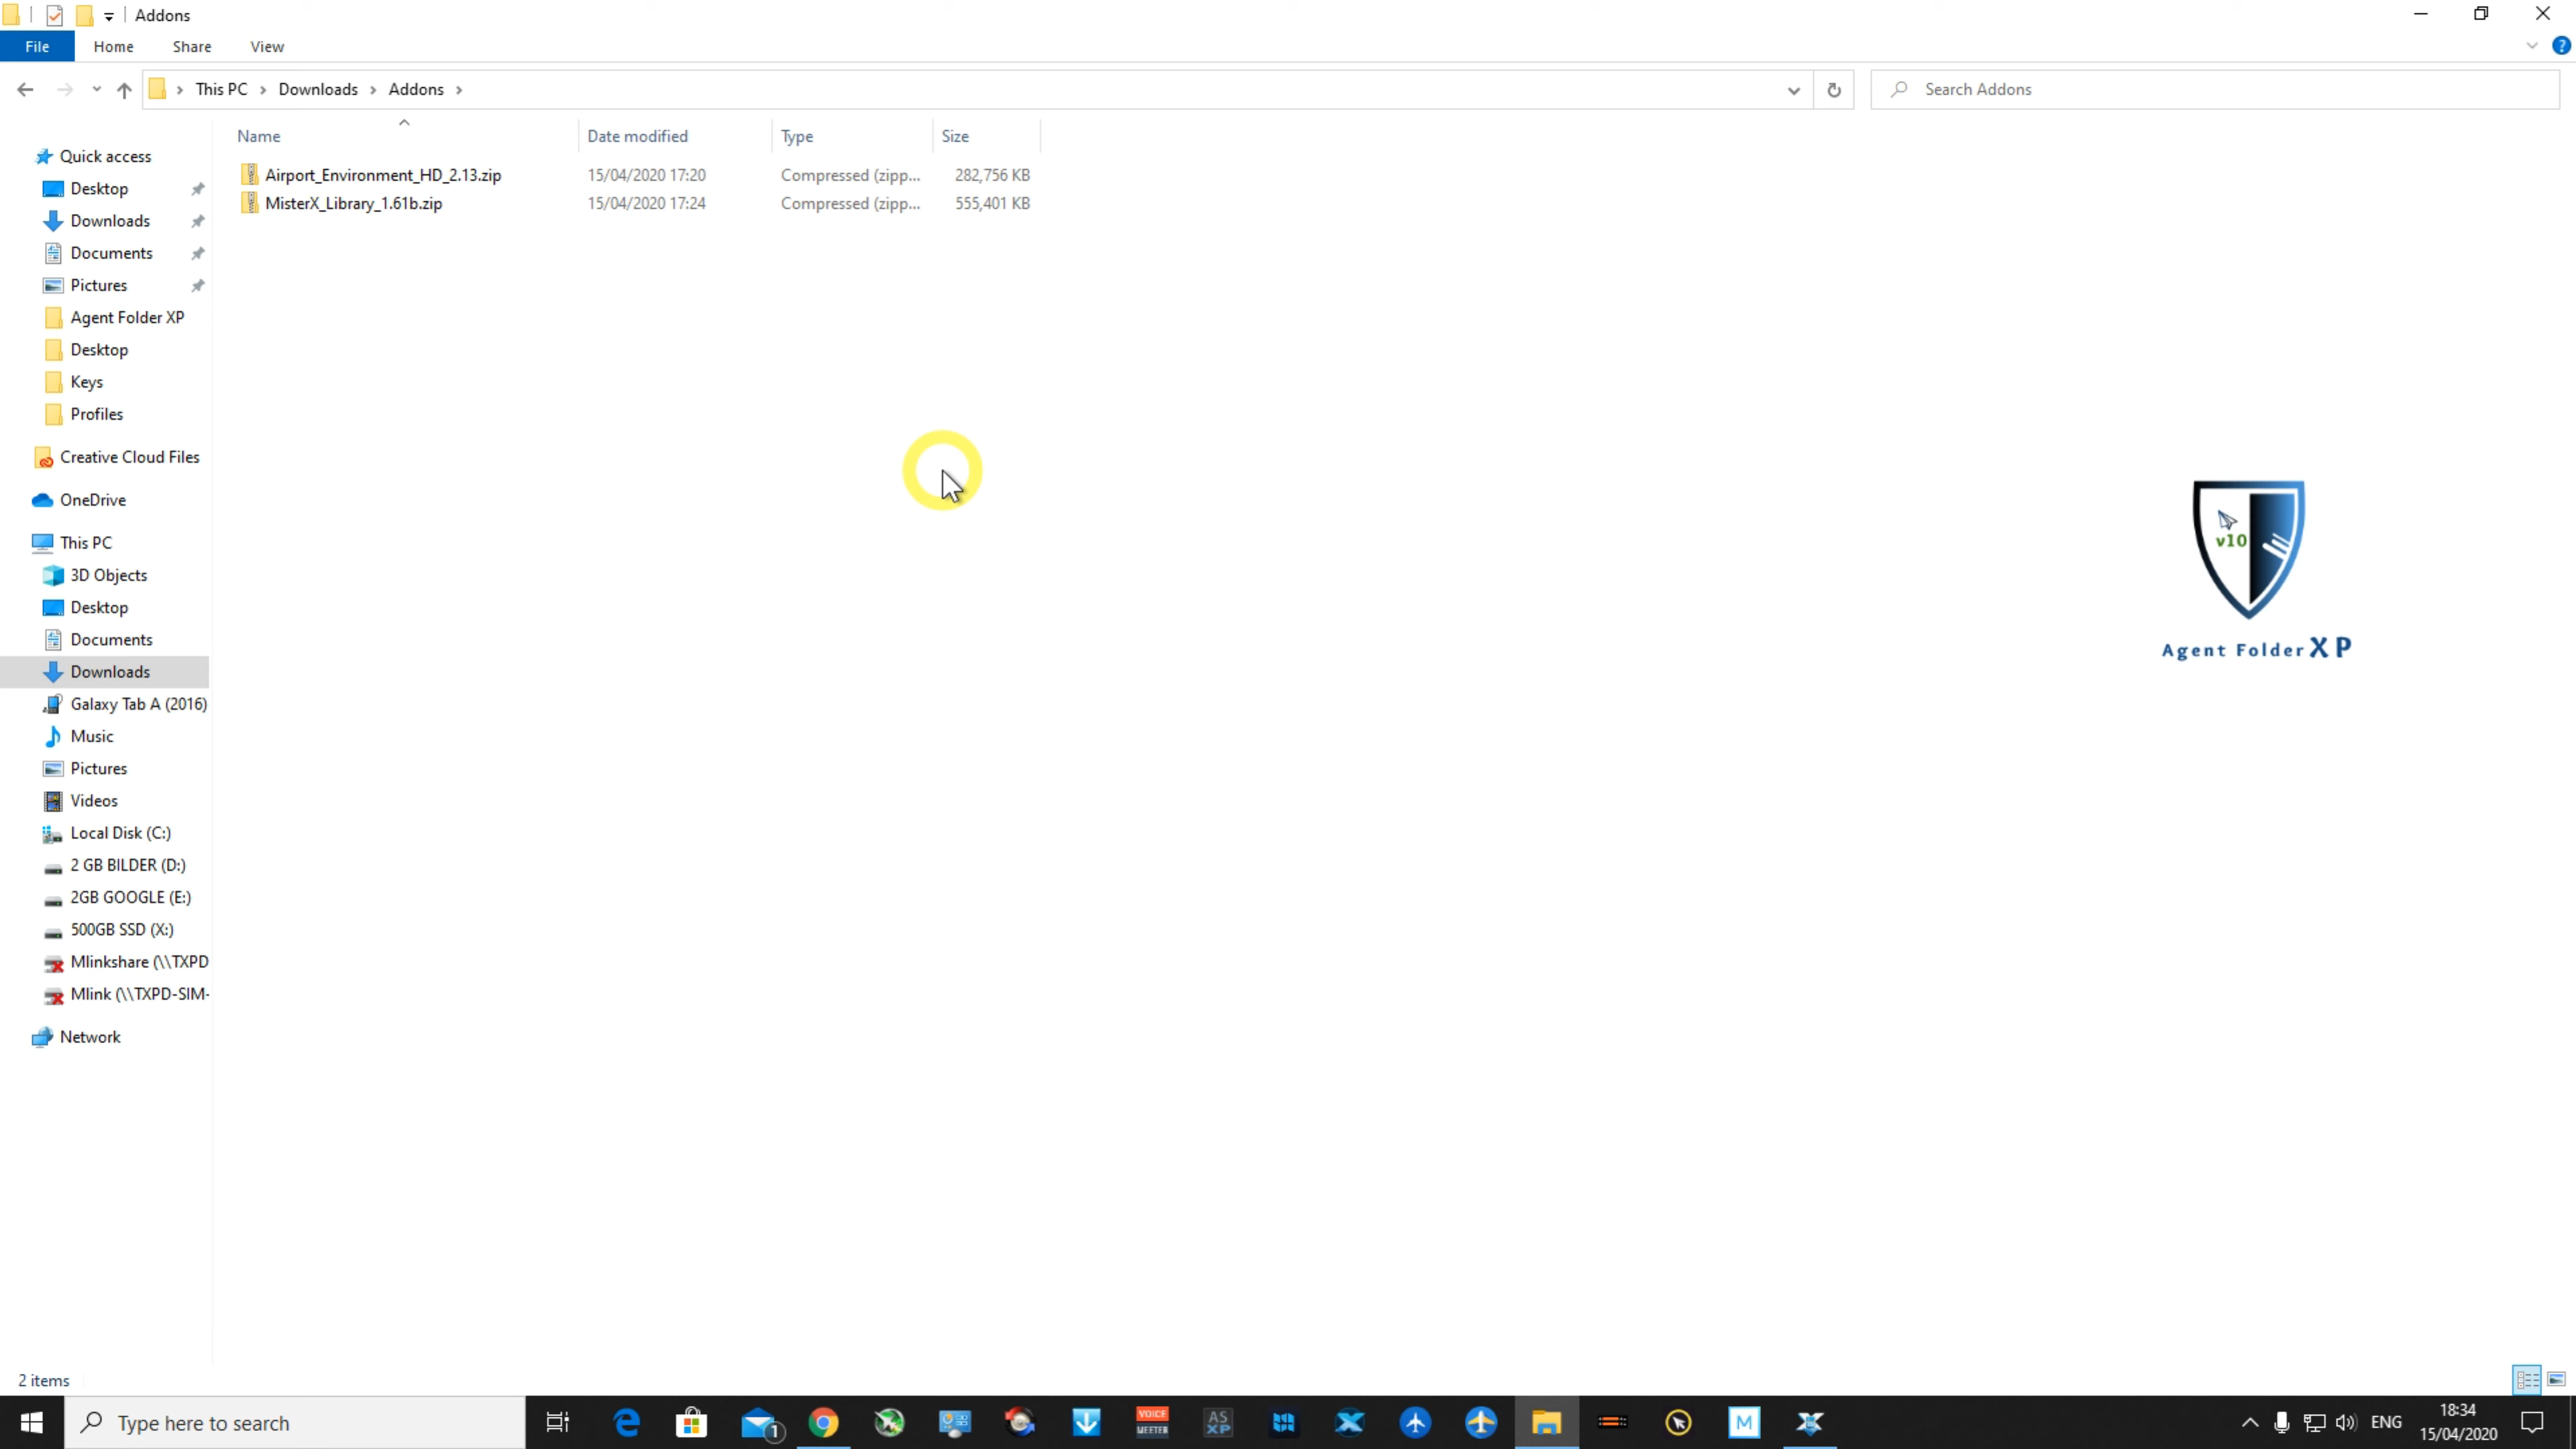 Addons
File Home Share View
This PC Downloads Addons
Search Addons
Name Date modified Type Size
Airport_Environment_HD_2.13.zip 15/04/2020 17:20 Compressed (zipp... 282,756 KB
MisterX_Library_1.61b.zip 15/04/2020 17:24 Compressed (zipp... 555,401 KB
Quick access
Desktop
Downloads
Documents
Pictures
Agent Folder XP
Desktop
Keys
Profiles
Creative Cloud Files
OneDrive
This PC
3D Objects
Desktop
Documents
Downloads
Galaxy Tab A (2016)
Music
Pictures
Videos
Local Disk (C:)
2 GB BILDER (D:)
2GB GOOGLE (E:)
500GB SSD (X:)
Mlinkshare (\\TXPD
Mlink (\\TXPD-SIM-
Network
v10
Agent Folder XP
2 items
Type here to search
1
VOICE
MEETER
AS
XP
M
ENG
18:34
15/04/2020